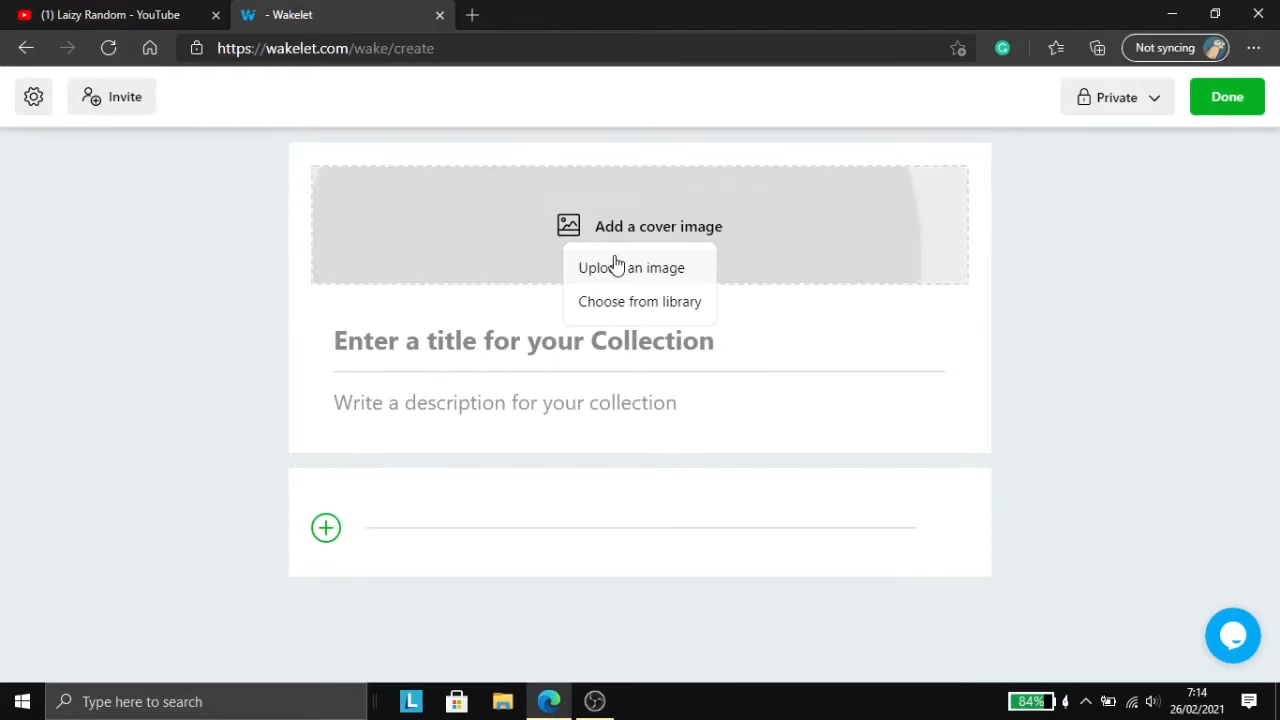 (1) Laizy Random - YouTube
- Wakelet
https://wakelet.com/wake/create
Not syncing
Invite
Private
Done
Add a cover image
Upload an image
Choose from library
Enter a title for your Collection
Write a description for your collection
L
84%
Type here to search
7:14
26/02/2021